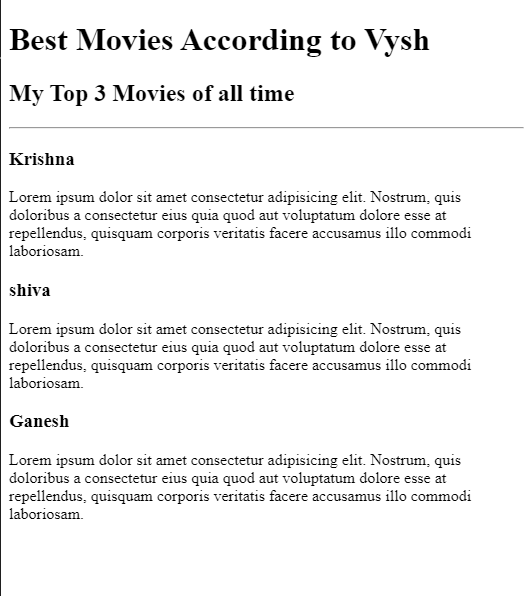 Best Movies According to Vysh
My Top 3 Movies of all time
Krishna
Lorem ipsum dolor sit amet consectetur adipisicing elit. Nostrum, quis
doloribus a consectetur eius quia quod aut voluptatum dolore esse at
repellendus, quisquam corporis veritatis facere accusamus illo commodi
laboriosam.
shiva
Lorem ipsum dolor sit amet consectetur adipisicing elit. Nostrum, quis
doloribus a consectetur eius quia quod aut voluptatum dolore esse at
repellendus, quisquam corporis veritatis facere accusamus illo commodi
laboriosam.
Ganesh
Lorem ipsum dolor sit amet consectetur adipisicing elit. Nostrum, quis
doloribus a consectetur eius quia quod aut voluptatum dolore esse at
repellendus, quisquam corporis veritatis facere accusamus illo commodi
laboriosam.